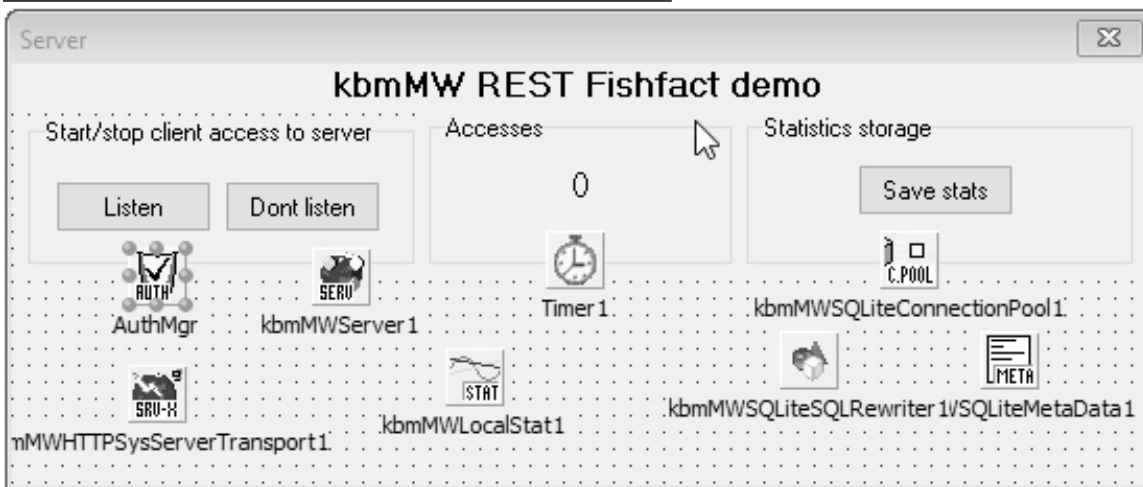 Server
kbmMW REST Fishfact demo
Start/stop client access to server
Accesses
Statistics storage
Listen
Dont listen
0
Save stats
AUTH
SERV
C.POOL
AuthMgr
kbmMWServer1
Timer1
kbmMWSQLiteConnectionPool1
SRV-X
STAT
META
mMWHTTPSysServerTransport1
kbmMWLocalStat1
kbmMWSQLiteSQLRewriter1
WSQLiteMetaData1